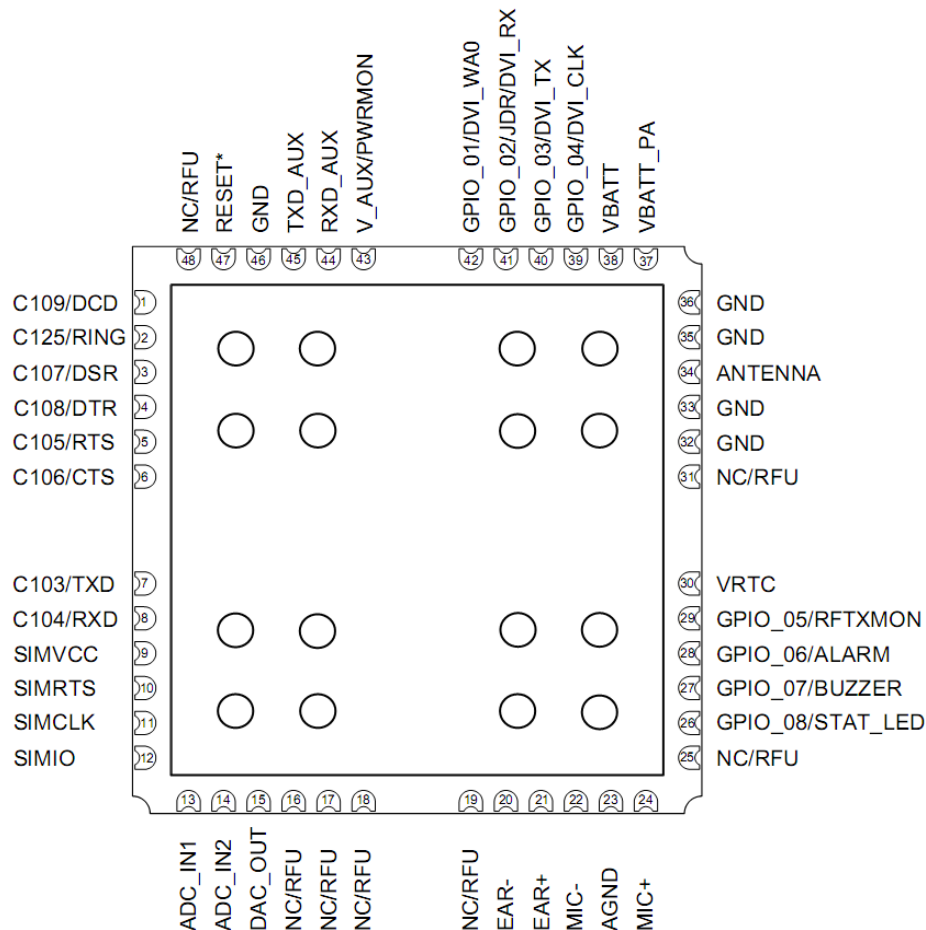 NC/RFU
RESET*
GND
TXD_AUX
RXD_AUX
V_AUX/PWRMON
GPIO_01/DVI_WA0
GPIO_02/JDR/DVI_RX
GPIO_03/DVI_TX
GPIO_04/DVI_CLK
VBATT
VBATT_PA
48
47
46
45
44
43
42
41
40
39
38
37
C109/DCD 1
C125/RING 2
C107/DSR 3
C108/DTR 4
C105/RTS 5
C106/CTS 6
C103/TXD 7
C104/RXD 8
SIMVCC 9
SIMRTS 10
SIMCLK 11
SIMIO 12
36 GND
35 GND
34 ANTENNA
33 GND
32 GND
31 NC/RFU
30 VRTC
29 GPIO_05/RFTXMON
28 GPIO_06/ALARM
27 GPIO_07/BUZZER
26 GPIO_08/STAT_LED
25 NC/RFU
13
14
15
16
17
18
19
20
21
22
23
24
ADC_IN1
ADC_IN2
DAC_OUT
NC/RFU
NC/RFU
NC/RFU
NC/RFU
EAR-
EAR+
MIC-
AGND
MIC+